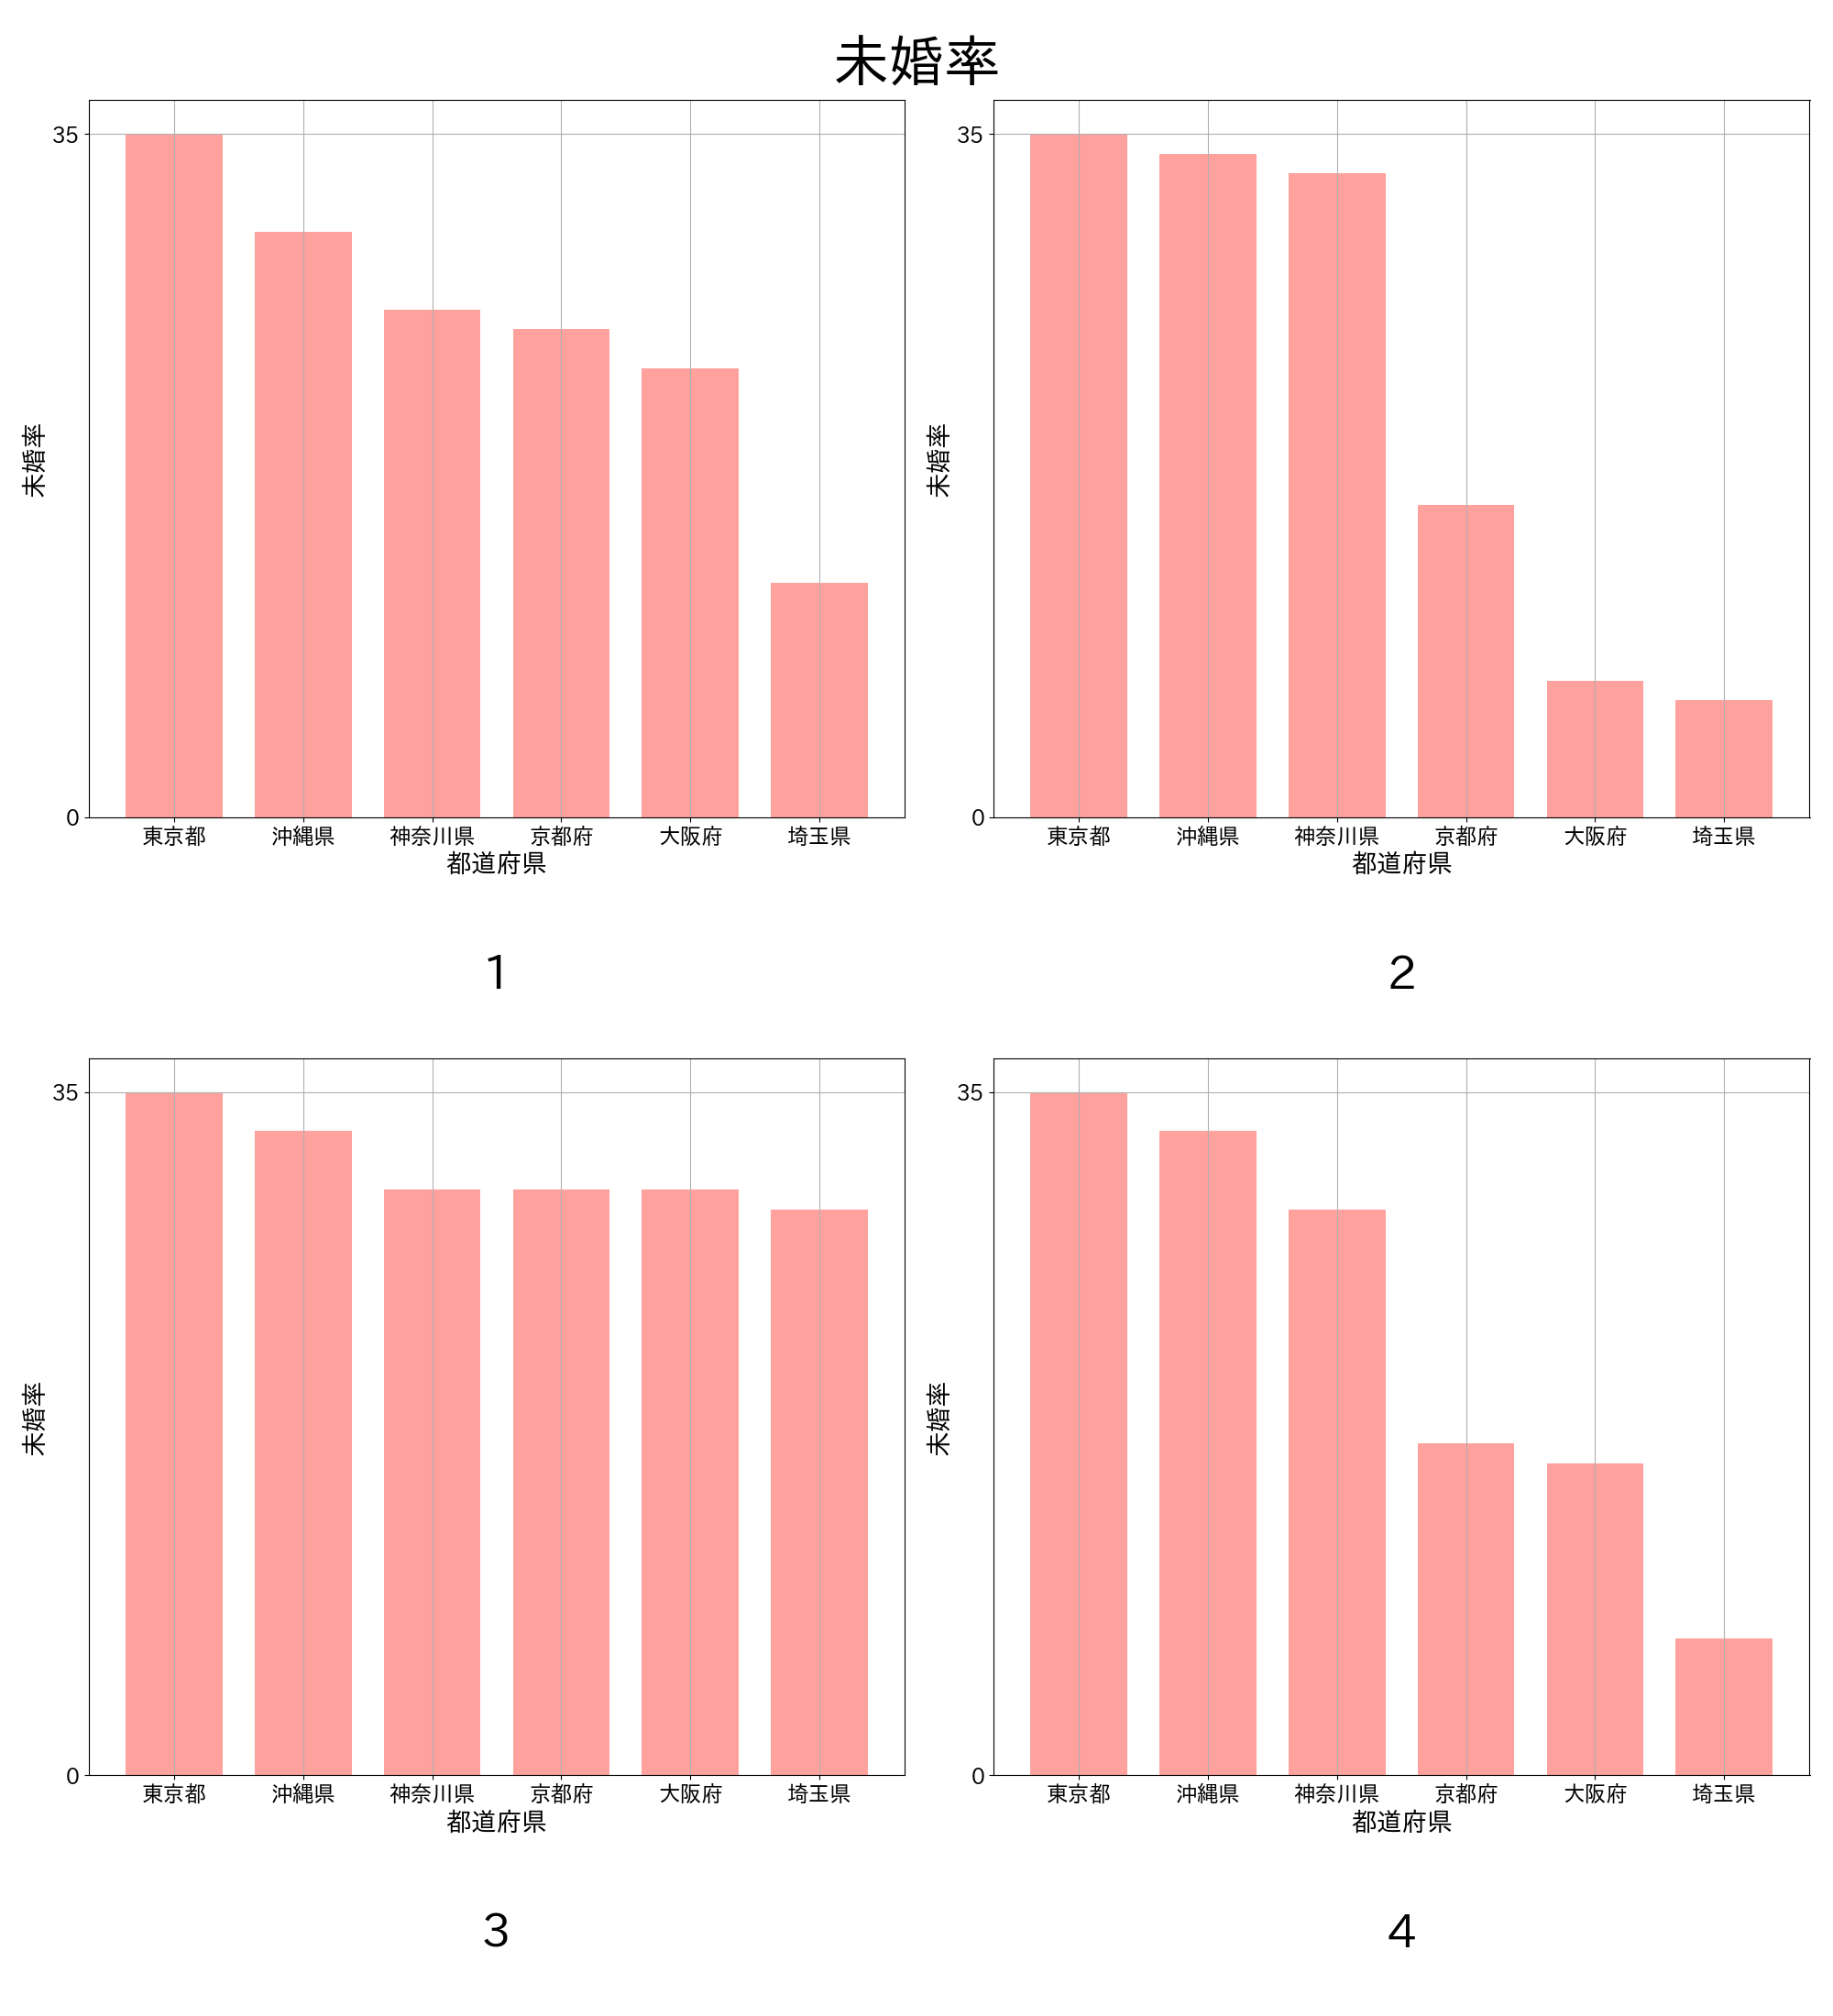 未婚率
35
0
未婚率
東京都 沖縄県 神奈川県 京都府 大阪府 埼玉県
都道府県
1
35
0
未婚率
東京都 沖縄県 神奈川県 京都府 大阪府 埼玉県
都道府県
2
35
0
未婚率
東京都 沖縄県 神奈川県 京都府 大阪府 埼玉県
都道府県
3
35
0
未婚率
東京都 沖縄県 神奈川県 京都府 大阪府 埼玉県
都道府県
4